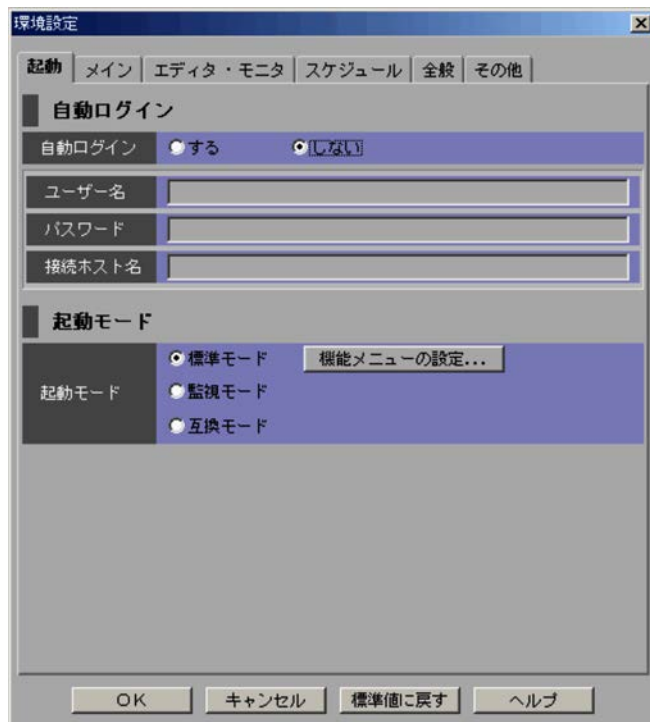 環境設定
起動 メイン エディタ・モニタ スケジュール 全般 その他
自動ログイン
自動ログイン する しない
ユーザー名
パスワード
接続ホスト名
起動モード
標準モード 機能メニューの設定...
起動モード 監視モード
互換モード
OK キャンセル 標準値に戻す ヘルプ